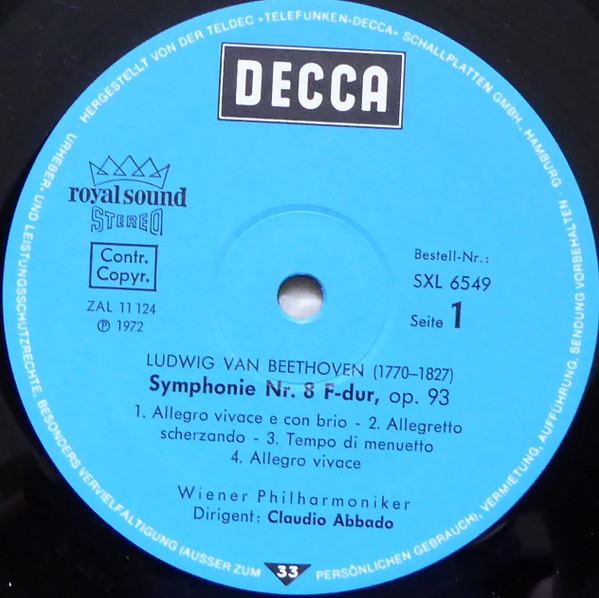 URHEBER- UND LEISTUNGSSCHUTZRECHTE. BESONDERS VERVIELFÄLTIGUNG (AUSSER ZUM PERSÖNLICHEN GEBRAUCH), VERMIETUNG, AUFFÜHRUNG, SENDUNG VORBEHALTEN
· HERGESTELLT VON DER TELDEC »TELEFUNKEN-DECCA« SCHALLPLATTEN GMBH., HAMBURG ·
DECCA
royal sound
STEREO
Contr.
Copyr.
ZAL 11 124
℗ 1972
Bestell-Nr.:
SXL 6549
Seite 1
LUDWIG VAN BEETHOVEN (1770–1827)
Symphonie Nr. 8 F-dur, op. 93
1. Allegro vivace e con brio - 2. Allegretto
scherzando - 3. Tempo di menuetto
4. Allegro vivace
Wiener Philharmoniker
Dirigent: Claudio Abbado
33